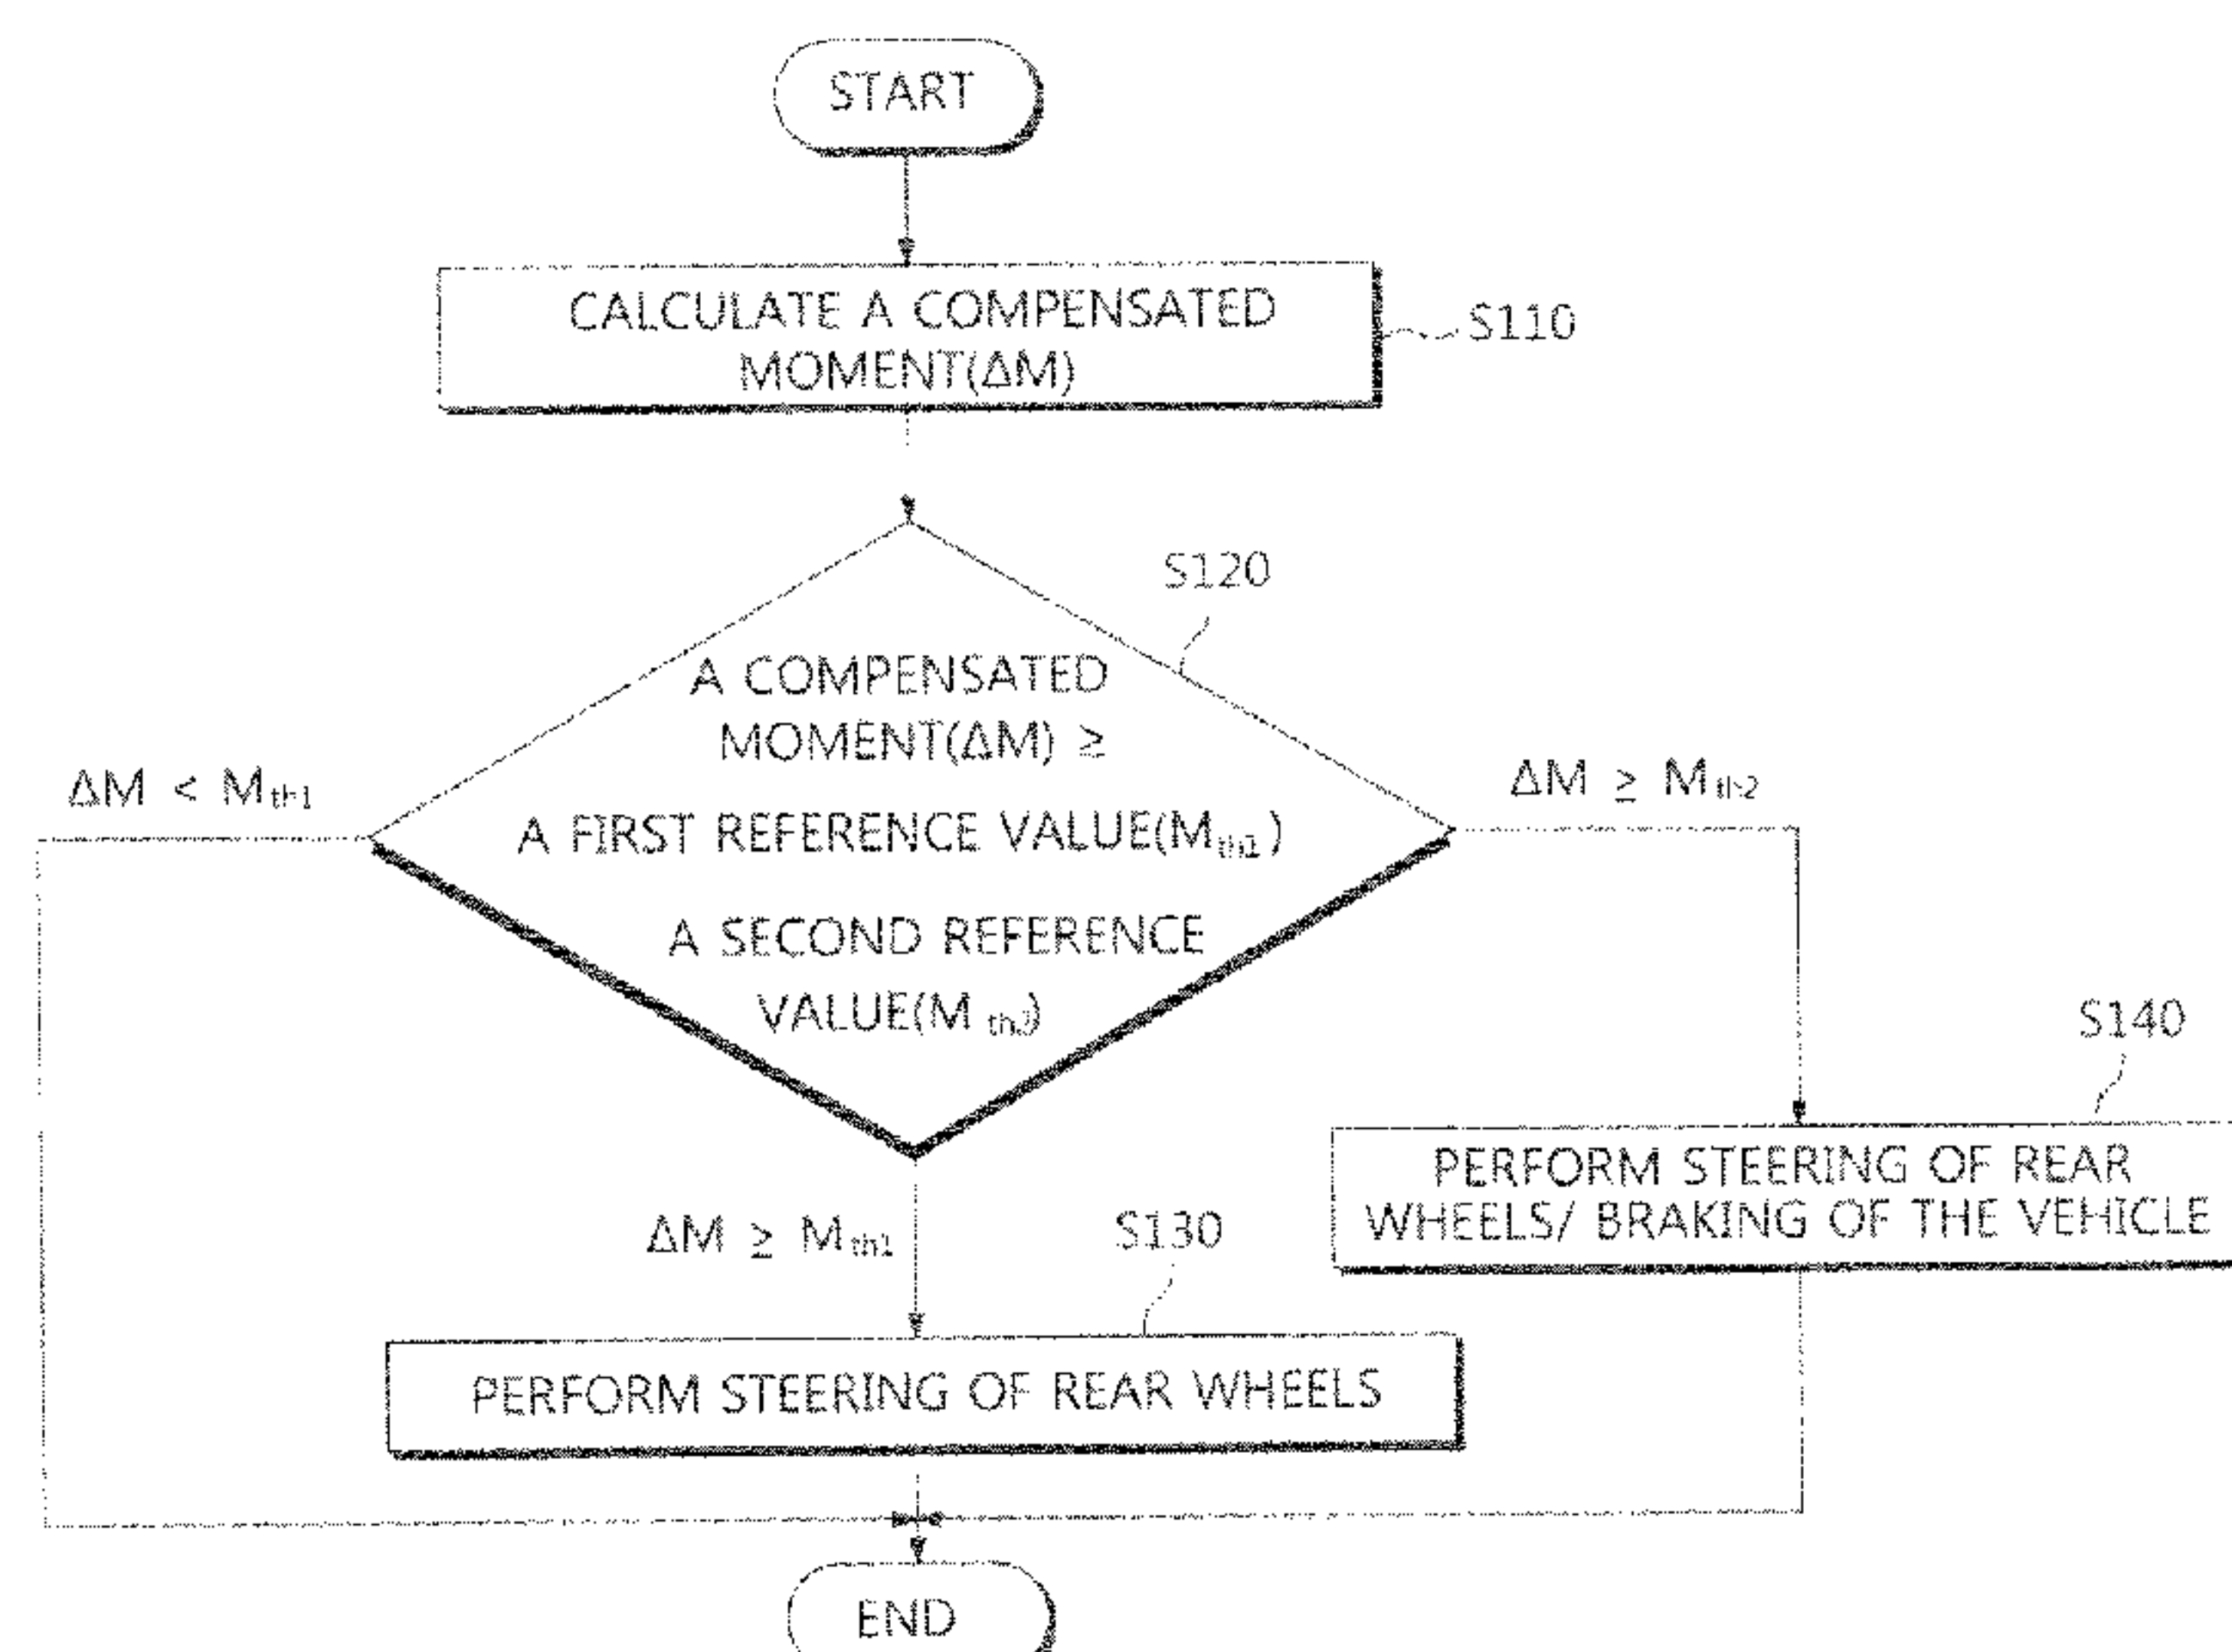 START
CALCULATE A COMPENSATED
MOMENT(ΔM)
S110
S120
A COMPENSATED
MOMENT(ΔM) ≥
A FIRST REFERENCE VALUE(Mth1)
A SECOND REFERENCE
VALUE(M th2)
ΔM < Mth1
ΔM ≥ Mth2
S140
PERFORM STEERING OF REAR
WHEELS/ BRAKING OF THE VEHICLE
ΔM ≥ Mth1
S130
PERFORM STEERING OF REAR WHEELS
END